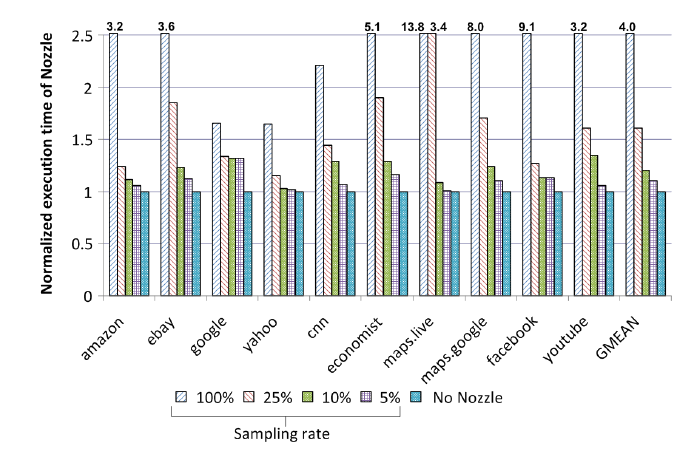 3.2 3.6 5.1 13.8 3.4 8.0 9.1 3.2 4.0
Normalized execution time of Nozzle
2.5
2
1.5
1
0.5
0
amazon
ebay
google
yahoo
cnn
economist
maps.live
maps.google
facebook
youtube
GMEAN
100% 25% 10% 5% No Nozzle
Sampling rate